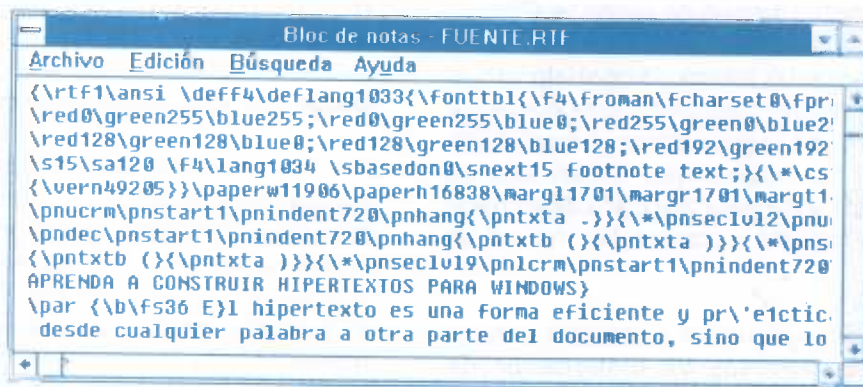 Bloc de notas - FUENTE.RTF
Archivo Edición Búsqueda Ayuda
{\rtf1\ansi \deff4\deflang1033{\fonttbl{\f4\froman\fcharset0\fpr
\red0\green255\blue255;\red0\green255\blue0;\red255\green0\blue2
\red128\green128\blue0;\red128\green128\blue128;\red192\green192
\s15\sa120 \f4\lang1034 \sbasedon0\snext15 footnote text;}{\*\cs
{\vern49205}}\paperw11906\paperh16838\margl1701\margr1701\margt1
\pnucrm\pnstart1\pnindent720\pnhang{\pntxta .}}{\*\pnseclvl2\pnu
\pndec\pnstart1\pnindent720\pnhang{\pntxtb (}{\pntxta )}}{\*\pns
{\pntxtb (}{\pntxta )}}{\*\pnseclvl9\pnlcrm\pnstart1\pnindent720
APRENDA A CONSTRUIR HIPERTEXTOS PARA WINDOWS}
\par {\b\fs36 E}l hipertexto es una forma eficiente y pr\'e1ctic
desde cualquier palabra a otra parte del documento, sino que lo